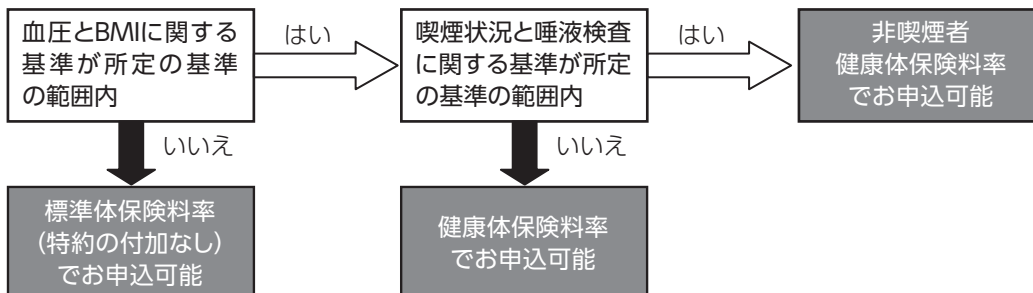 血圧とBMIに関する
基準が所定の基準
の範囲内
はい
喫煙状況と唾液検査
に関する基準が所定
の基準の範囲内
はい
非喫煙者
健康体保険料率
でお申込可能
いいえ
いいえ
標準体保険料率
(特約の付加なし)
でお申込可能
健康体保険料率
でお申込可能